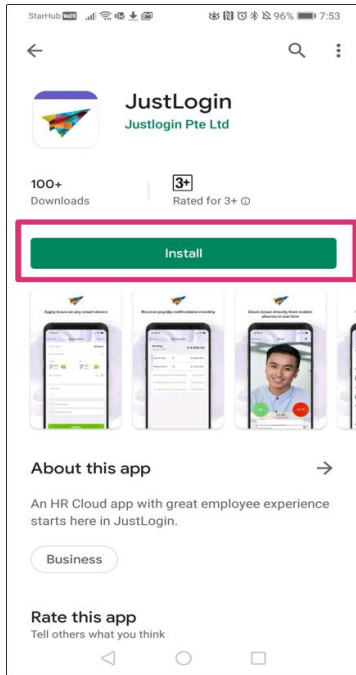 StarHub VoLTE 96% 7:53
JustLogin
Justlogin Pte Ltd
100+
Downloads
3+
Rated for 3+
Install
Apply leave on any smart device
Receive payslip notifications monthly
Clock in/out directly from mobile
phones in real time
About this app
An HR Cloud app with great employee experience
starts here in JustLogin.
Business
Rate this app
Tell others what you think